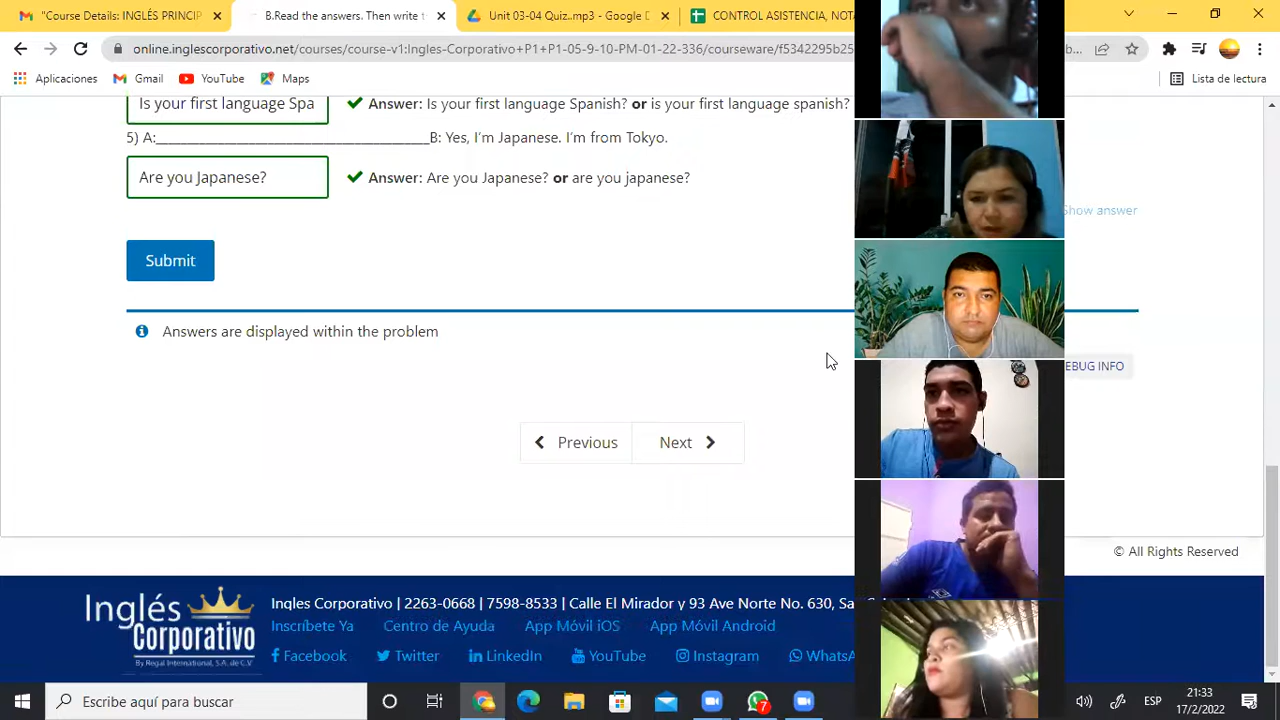 "Course Details: INGLÉS PRINCIP
B.Read the answers. Then write t
Unit 03-04 Quiz..mp3 - Google D
CONTROL ASISTENCIA, NOTA
online.inglescorporativo.net/courses/course-v1:Ingles-Corporativo+P1+P1-05-9-10-PM-01-22-336/courseware/f5342295b25
Aplicaciones
Gmail
YouTube
Maps
Lista de lectura
Is your first language Spa
Answer: Is your first language Spanish? or is your first language spanish?
5) A:______________________________________B: Yes, I'm Japanese. I'm from Tokyo.
Are you Japanese?
Answer: Are you Japanese? or are you japanese?
Show answer
Submit
Answers are displayed within the problem
EBUG INFO
Previous
Next
© All Rights Reserved
Inglés
Corporativo
By Regal International, S.A. de C.V
Ingles Corporativo | 2263-0668 | 7598-8533 | Calle El Mirador y 93 Ave Norte No. 630, Sa
Inscríbete Ya
Centro de Ayuda
App Móvil iOS
App Móvil Android
Facebook
Twitter
LinkedIn
YouTube
Instagram
WhatsA
Escribe aquí para buscar
7
ESP
21:33
17/2/2022